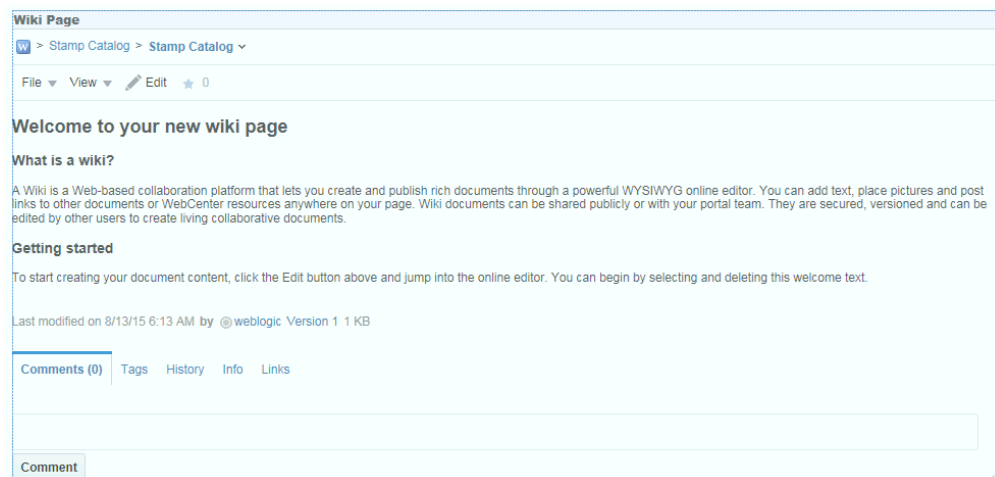 Wiki Page
W > Stamp Catalog > Stamp Catalog
File View Edit 0
Welcome to your new wiki page
What is a wiki?
A Wiki is a Web-based collaboration platform that lets you create and publish rich documents through a powerful WYSIWYG online editor. You can add text, place pictures and post
links to other documents or WebCenter resources anywhere on your page. Wiki documents can be shared publicly or with your portal team. They are secured, versioned and can be
edited by other users to create living collaborative documents.
Getting started
To start creating your document content, click the Edit button above and jump into the online editor. You can begin by selecting and deleting this welcome text.
Last modified on 8/13/15 6:13 AM by weblogic Version 1 1 KB
Comments (0) Tags History Info Links
Comment